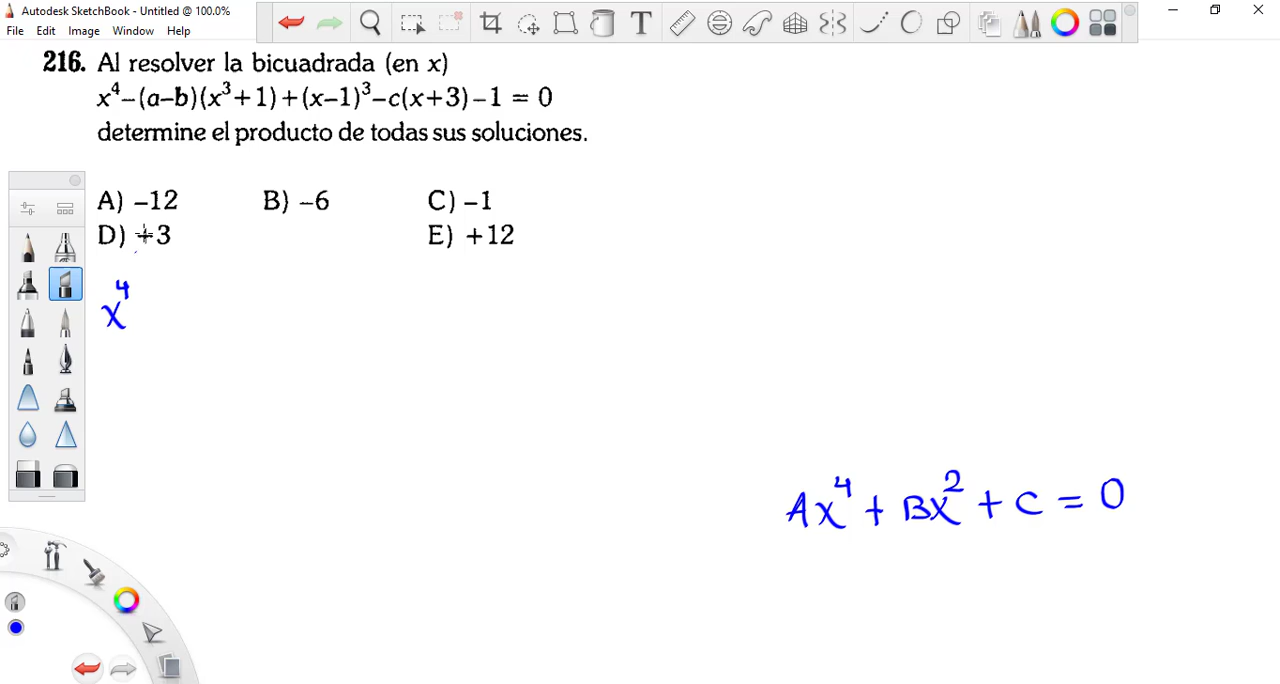 Autodesk SketchBook - Untitled @ 100.0%
File Edit Image Window Help
T
216. Al resolver la bicuadrada (en x)
x⁴–(a–b)(x³+1)+(x–1)³–c(x+3)–1 = 0
determine el producto de todas sus soluciones.
A) –12 B) –6 C) –1
D) +3 E) +12
x⁴
Ax⁴ + Bx² + C = 0